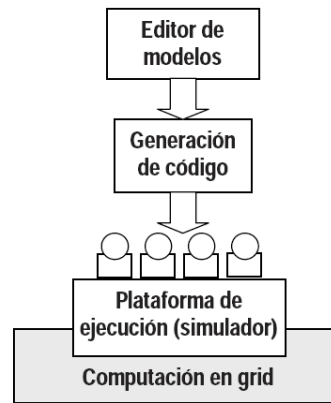 Editor de
modelos
Generación
de código
Plataforma de
ejecución (simulador)
Computación en grid